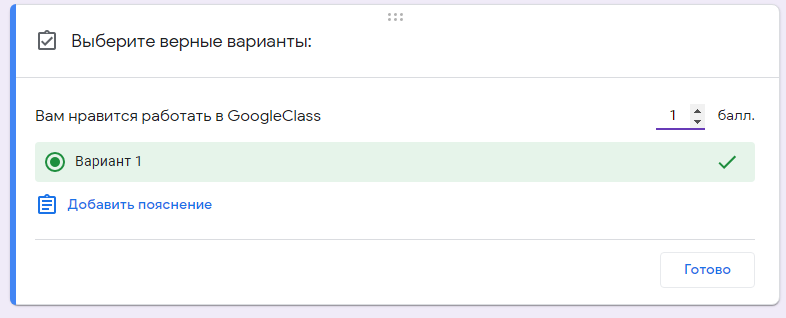 Выберите верные варианты:
Вам нравится работать в GoogleClass
1 балл.
Вариант 1
Добавить пояснение
Готово